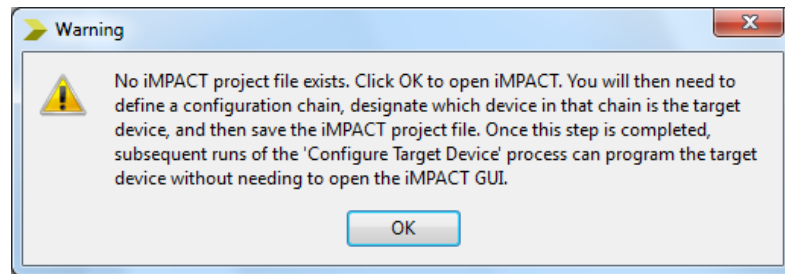 Warning
No iMPACT project file exists. Click OK to open iMPACT. You will then need to
define a configuration chain, designate which device in that chain is the target
device, and then save the iMPACT project file. Once this step is completed,
subsequent runs of the 'Configure Target Device' process can program the target
device without needing to open the iMPACT GUI.
OK